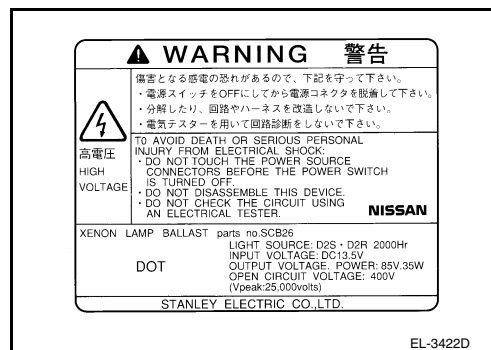 WARNING 警告
傷害となる感電の恐れがあるので、下記を守って下さい。
・電源スイッチをOFFにしてから電源コネクタを脱着して下さい。
・分解したり、回路やハーネスを改造しないで下さい。
・電気テスターを用いて回路診断をしないで下さい。
高電圧
HIGH
VOLTAGE
TO AVOID DEATH OR SERIOUS PERSONAL
INJURY FROM ELECTRICAL SHOCK:
・DO NOT TOUCH THE POWER SOURCE
CONNECTORS BEFORE THE POWER SWITCH
IS TURNED OFF.
・DO NOT DISASSEMBLE THIS DEVICE.
・DO NOT CHECK THE CIRCUIT USING
AN ELECTRICAL TESTER.
NISSAN
XENON LAMP BALLAST parts no.SCB26
DOT
LIGHT SOURCE: D2S・D2R 2000Hr
INPUT VOLTAGE: DC13.5V
OUTPUT VOLTAGE. POWER: 85V.35W
OPEN CIRCUIT VOLTAGE: 400V
(Vpeak:25,000volts)
STANLEY ELECTRIC CO.,LTD.
EL-3422D